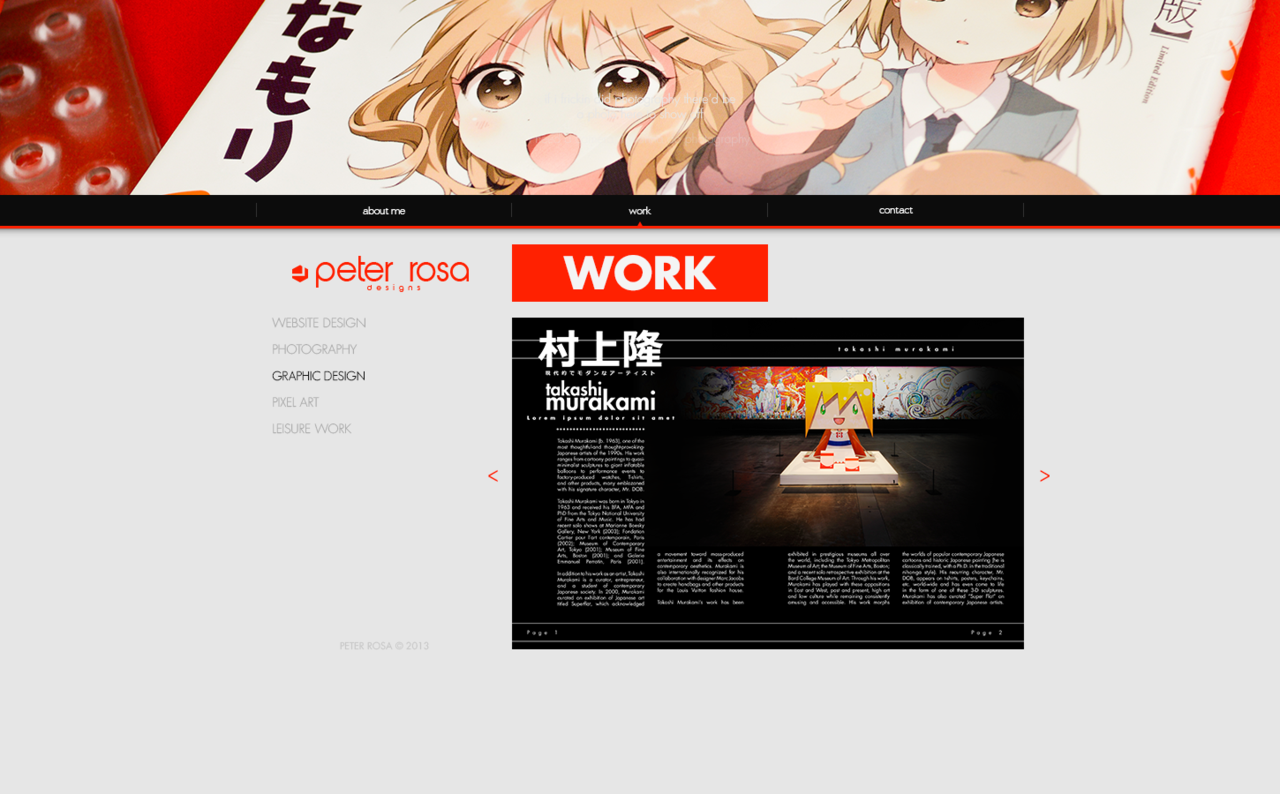 なもり
版】
Limited Edition
about me
work
contact
peter rosa
designs
WORK
WEBSITE DESIGN
PHOTOGRAPHY
GRAPHIC DESIGN
PIXEL ART
LEISURE WORK
<
>
村上隆
現代的でモダンなアーティスト
takashi
murakami
Lorem ipsum dolor sit amet
takashi murakami
Takashi Murakami (b. 1963), one of the
most thoughtful-and thought-provoking-
Japanese artists of the 1990s. His work
ranges from cartoony paintings to quasi-
minimalist sculptures to giant inflatable
balloons to performance events to
factory-produced watches, T-shirts,
and other products, many emblazoned
with his signature character, Mr. DOB.
Takashi Murakami was born in Tokyo in
1963 and received his BFA, MFA and
PhD from the Tokyo National University
of Fine Arts and Music. He has had
recent solo shows at Marianne Boesky
Gallery, New York (2003); Fondation
Cartier pour l'art contemporain, Paris
(2002); Museum of Contemporary
Art, Tokyo (2001); Museum of Fine
Arts, Boston (2001); and Galerie
Emmanuel Perrotin, Paris (2001).
In addition to his work as an artist, Takashi
Murakami is a curator, entrepreneur,
and a student of contemporary
Japanese society. In 2000, Murakami
curated an exhibition of Japanese art
titled Superflat, which acknowledged
a movement toward mass-produced
entertainment and its effects on
contemporary aesthetics. Murakami is
also internationally recognized for his
collaboration with designer Marc Jacobs
to create handbags and other products
for the Louis Vuitton fashion house.
Takashi Murakami's work has been
exhibited in prestigious museums all over
the world, including the Tokyo Metropolitan
Museum of Art; the Museum of Fine Arts, Boston;
and a recent solo retrospective exhibition at the
Bard College Museum of Art. Through his work,
Murakami has played with these oppositions
in East and West, past and present, high art
and low culture while remaining consistently
amusing and accessible. His work morphs
the worlds of popular contemporary Japanese
cartoons and historic Japanese painting (he is
classically trained, with a Ph.D. in the traditional
nihonga style). His recurring character, Mr.
DOB, appears on t-shirts, posters, keychains,
etc. world-wide and has even come to life
in the form of one of these 3-D sculptures.
Murakami has also curated "Super Flat" an
exhibition of contemporary Japanese artists.
Page 1
Page 2
PETER ROSA © 2013